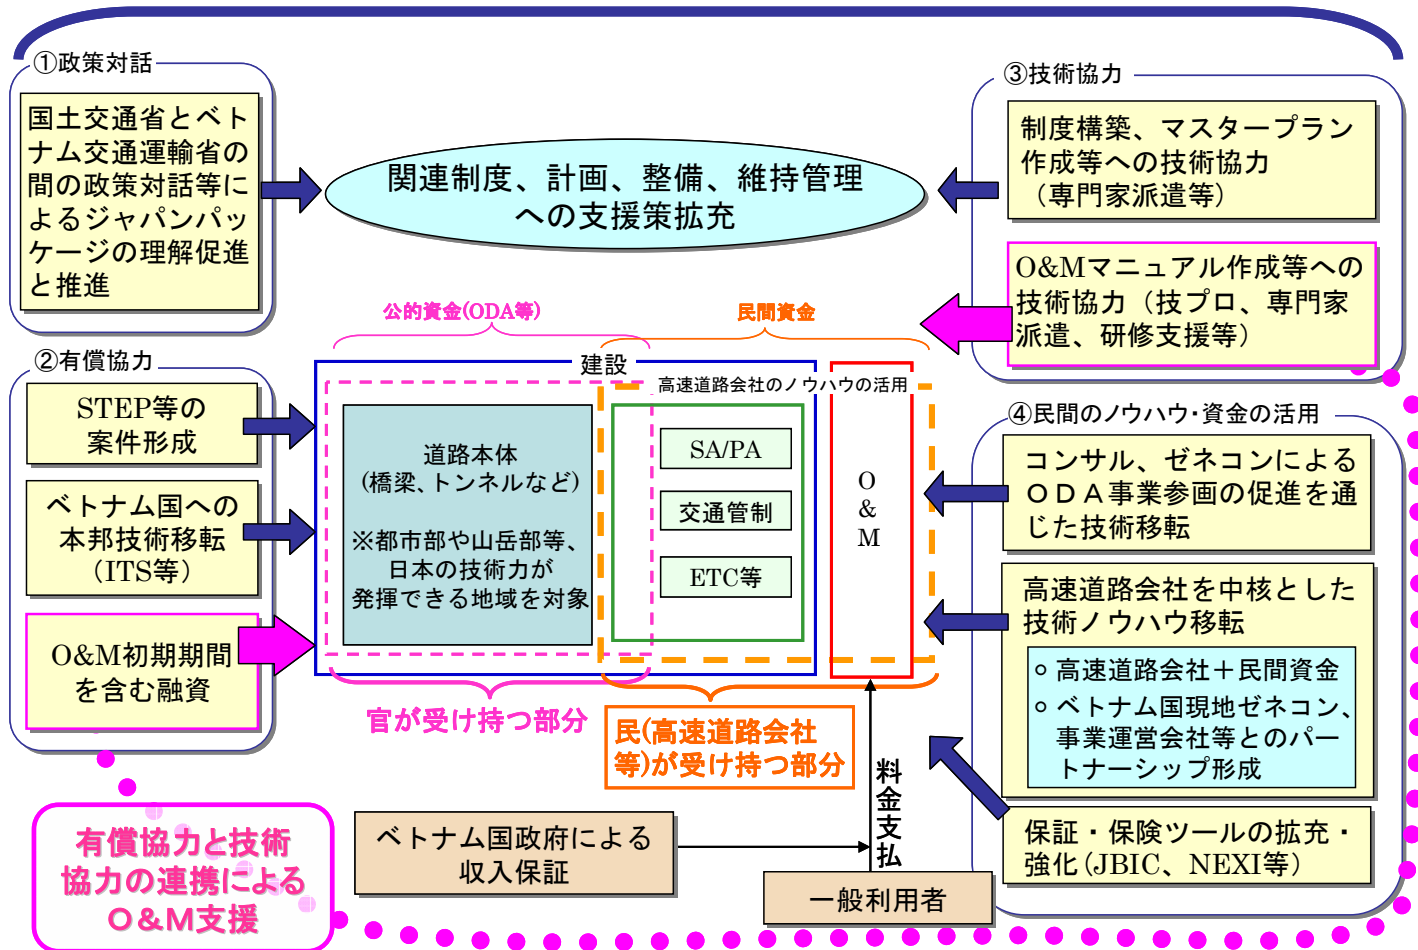 ①政策対話
国土交通省とベト
ナム交通運輸省の
間の政策対話等に
よるジャパンパッ
ケージの理解促進
と推進
関連制度、計画、整備、維持管理
への支援策拡充
③技術協力
制度構築、マスタープラン
作成等への技術協力
（専門家派遣等）
O&Mマニュアル作成等への
技術協力（技プロ、専門家
派遣、研修支援等）
公的資金(ODA等)
民間資金
②有償協力
STEP等の
案件形成
ベトナム国への
本邦技術移転
（ITS等）
O&M初期期間
を含む融資
建設
高速道路会社のノウハウの活用
道路本体
(橋梁、トンネルなど)
※都市部や山岳部等、
日本の技術力が
発揮できる地域を対象
SA/PA
交通管制
ETC等
O
&
M
官が受け持つ部分
民(高速道路会社
等)が受け持つ部分
④民間のノウハウ・資金の活用
コンサル、ゼネコンによる
ＯＤＡ事業参画の促進を通
じた技術移転
高速道路会社を中核とした
技術ノウハウ移転
○ 高速道路会社＋民間資金
○ ベトナム国現地ゼネコン、
事業運営会社等とのパー
トナーシップ形成
保証・保険ツールの拡充・
強化(JBIC、NEXI等）
料金支払
ベトナム国政府による
収入保証
一般利用者
有償協力と技術
協力の連携による
Ｏ＆Ｍ支援